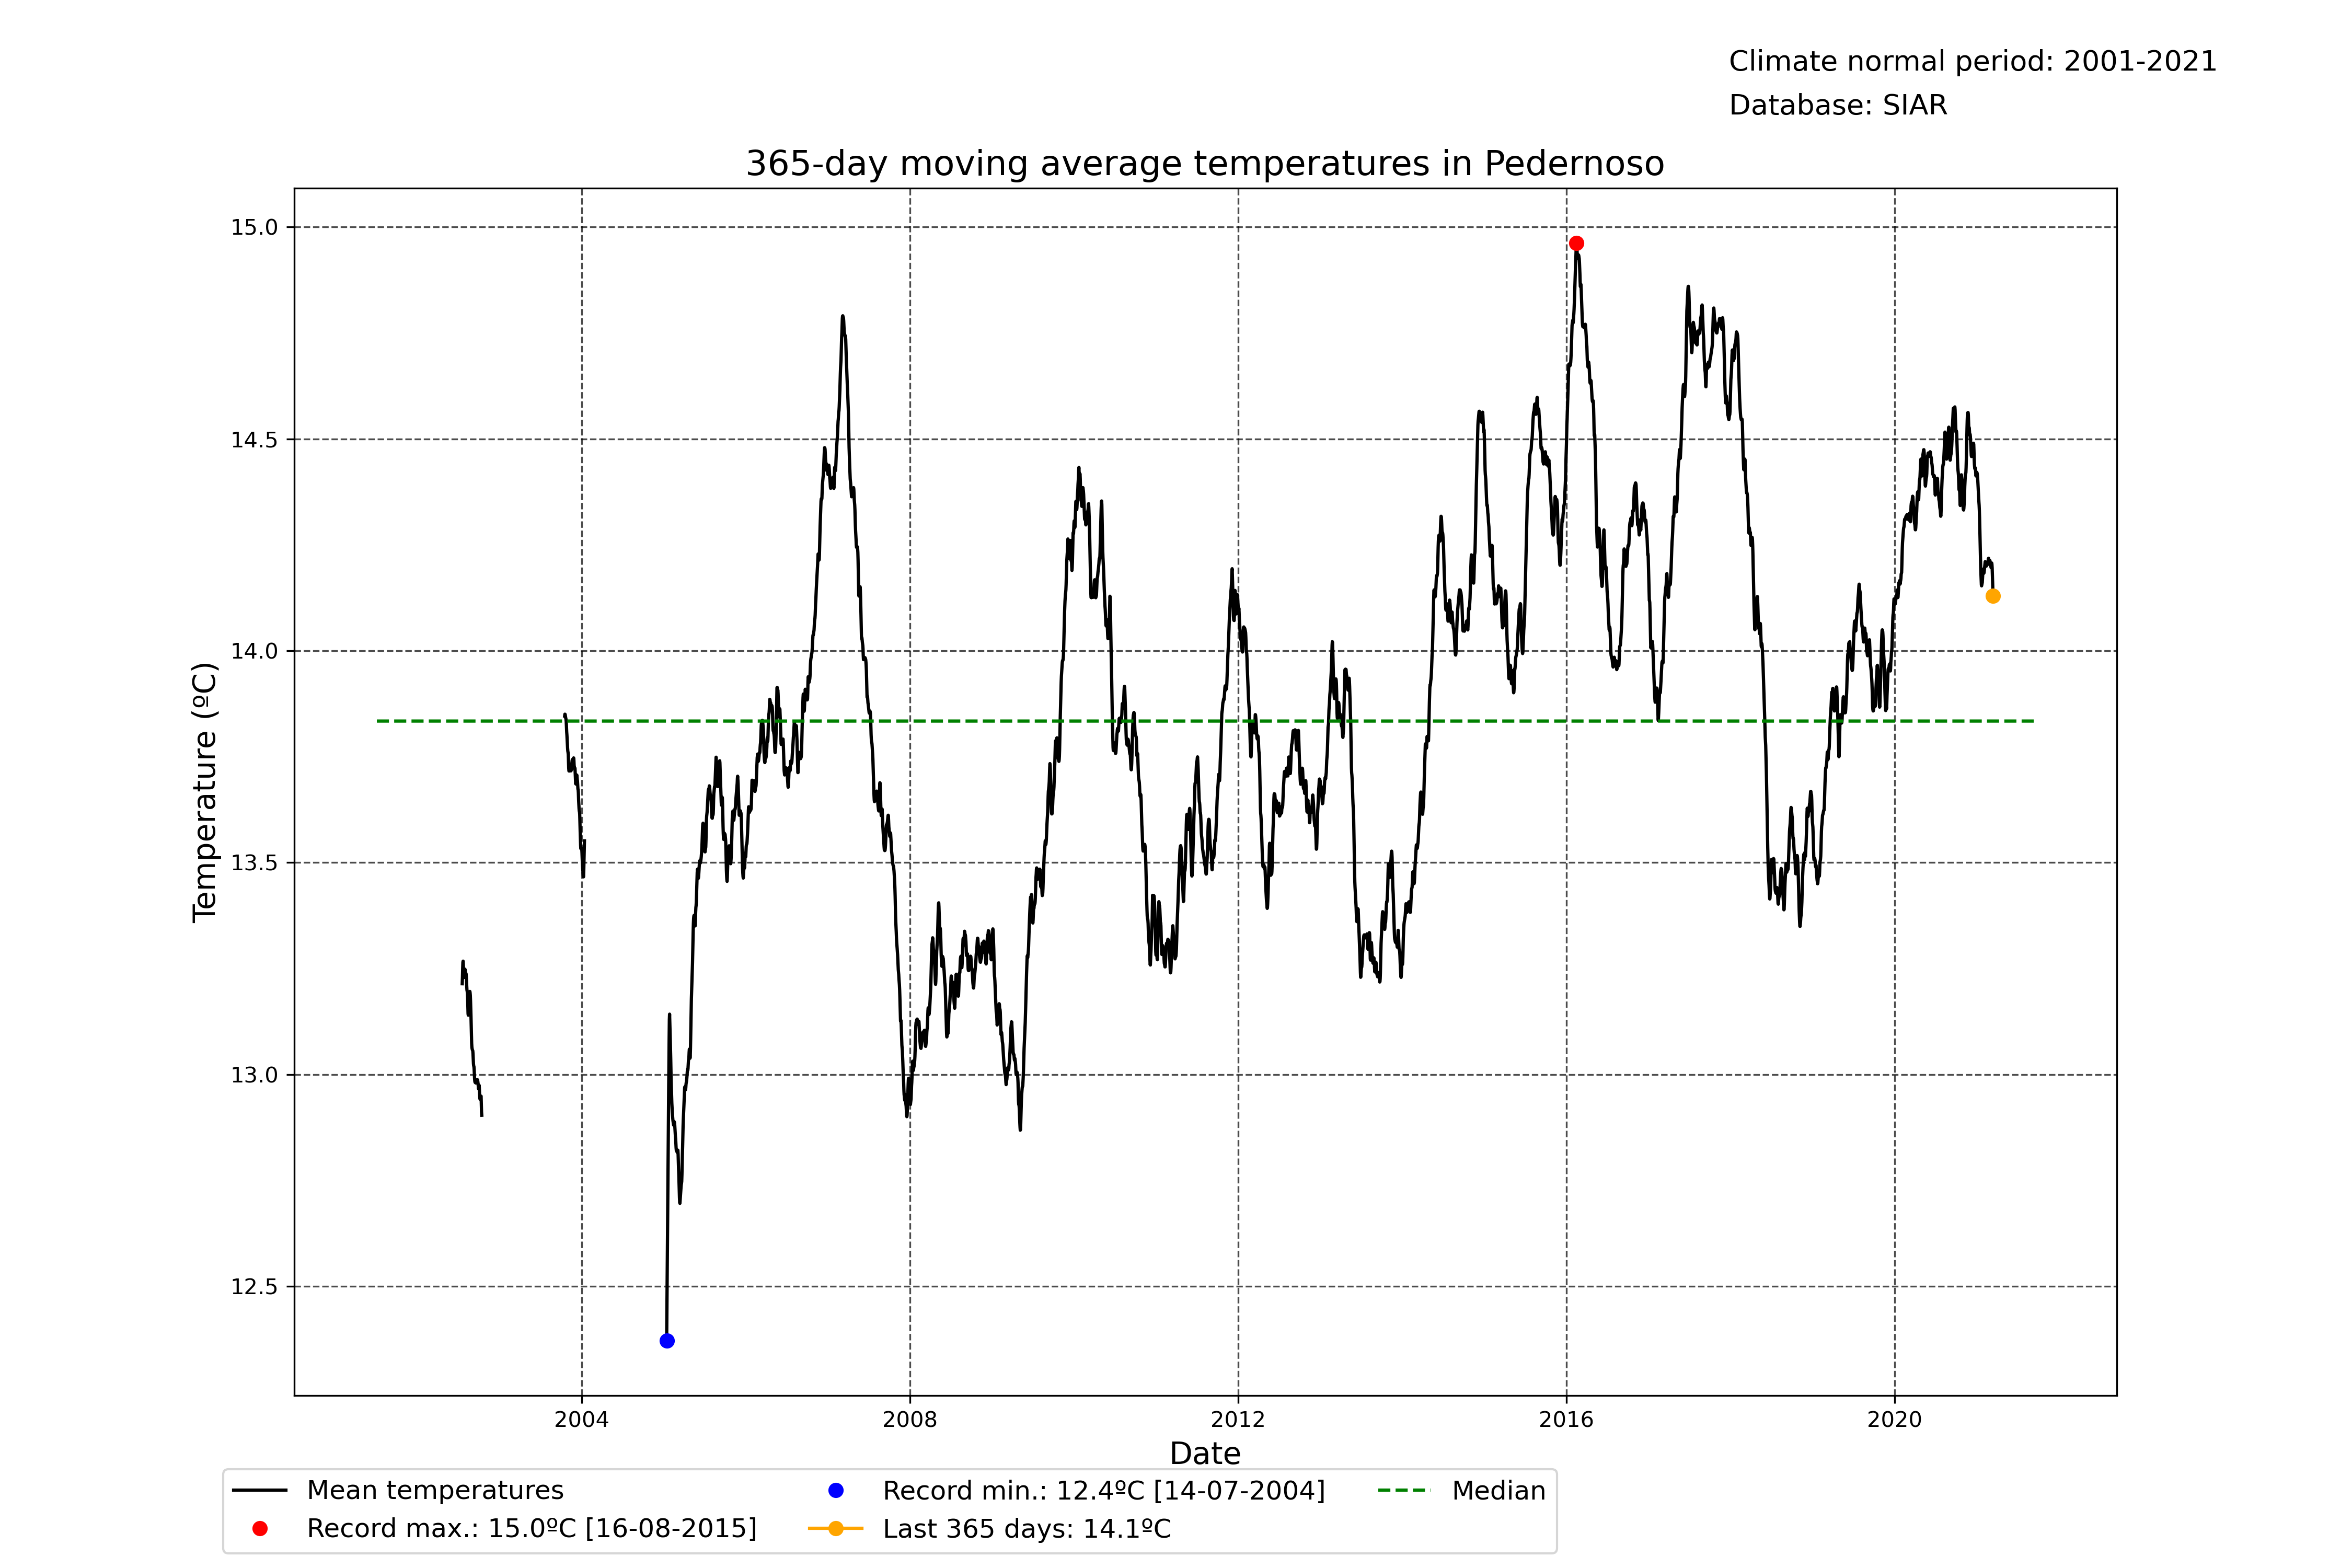 Climate normal period: 2001-2021
Database: SIAR
365-day moving average temperatures in Pedernoso
15.0
14.5
14.0
13.5
13.0
12.5
Temperature (ºC)
2004 2008 2012 2016 2020
Date
Mean temperatures
Record max.: 15.0ºC [16-08-2015]
Record min.: 12.4ºC [14-07-2004]
Last 365 days: 14.1ºC
Median